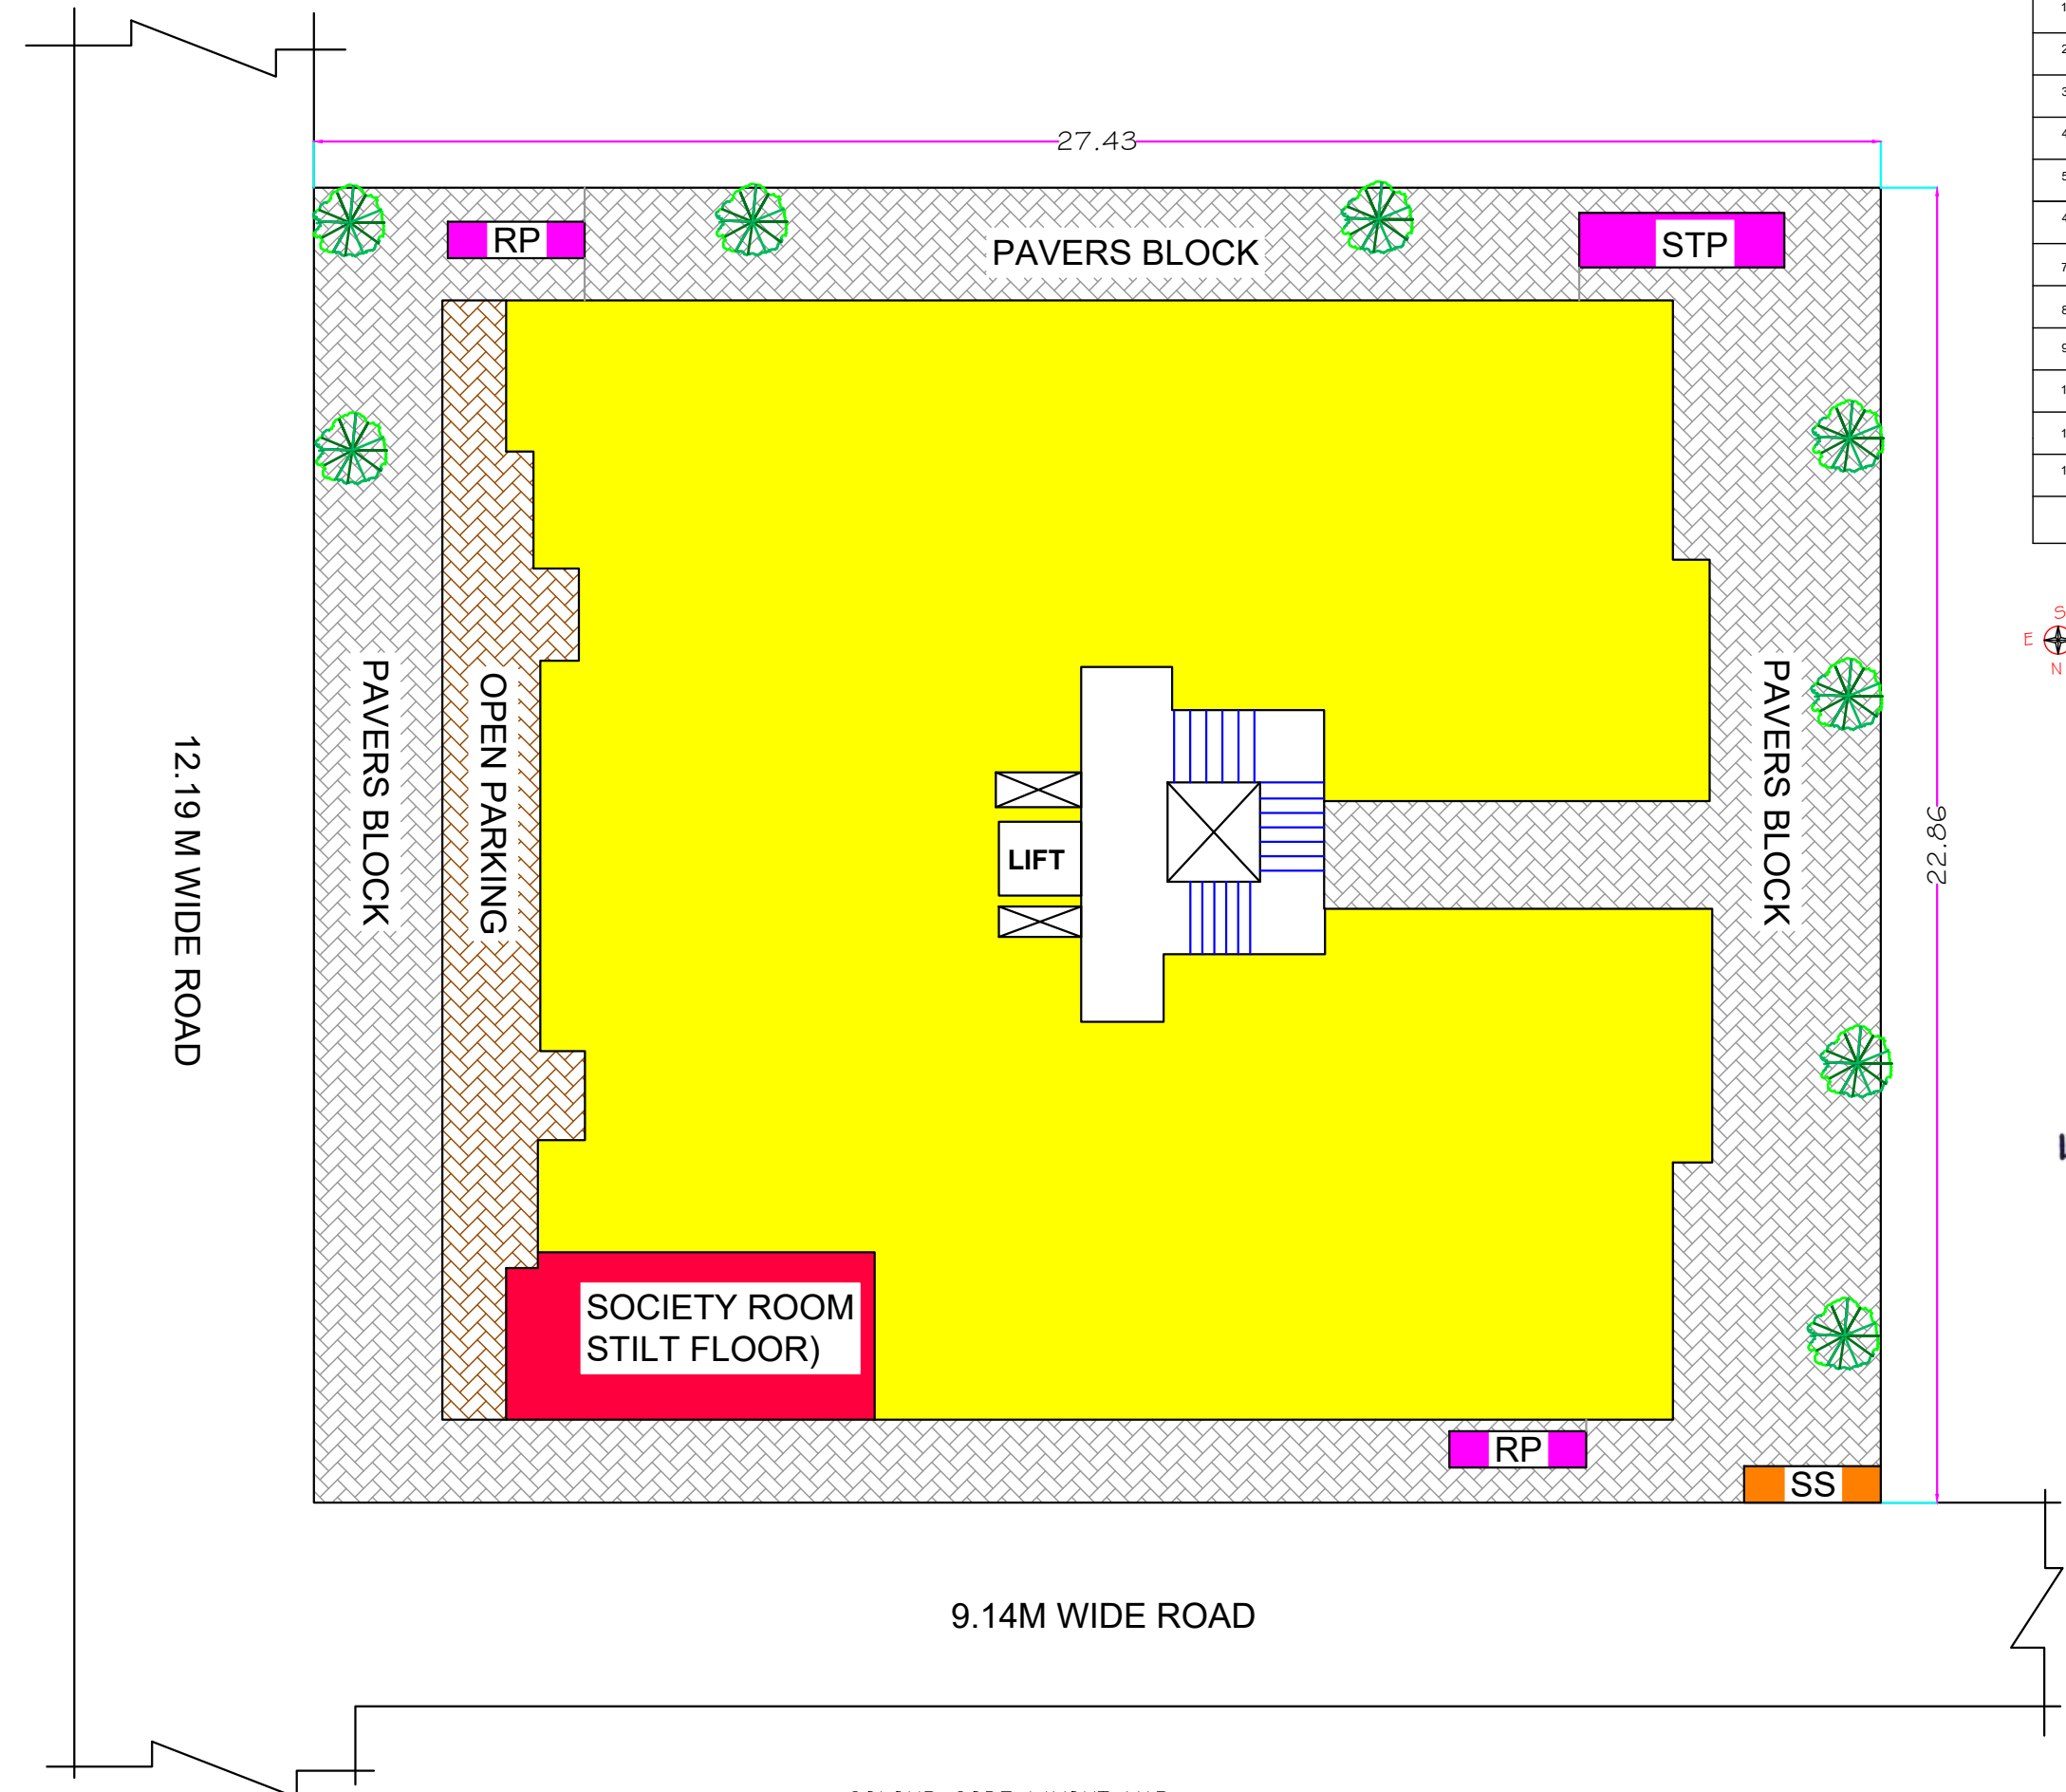 27.43
RP
PAVERS BLOCK
STP
S
E
N
12.19 M WIDE ROAD
PAVERS BLOCK
OPEN PARKING
LIFT
PAVERS BLOCK
22.86
SOCIETY ROOM
STILT FLOOR)
RP
SS
9.14M WIDE ROAD